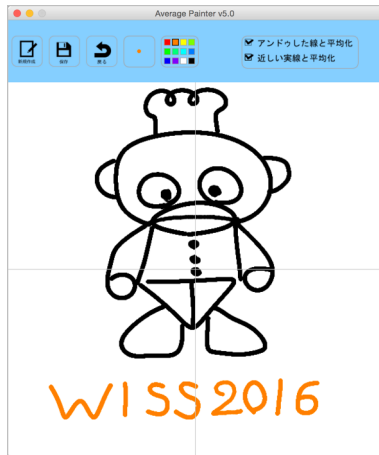 Average Painter v5.0
新規作成
保存
戻る
アンドゥした線と平均化
近しい実線と平均化
WISS2016